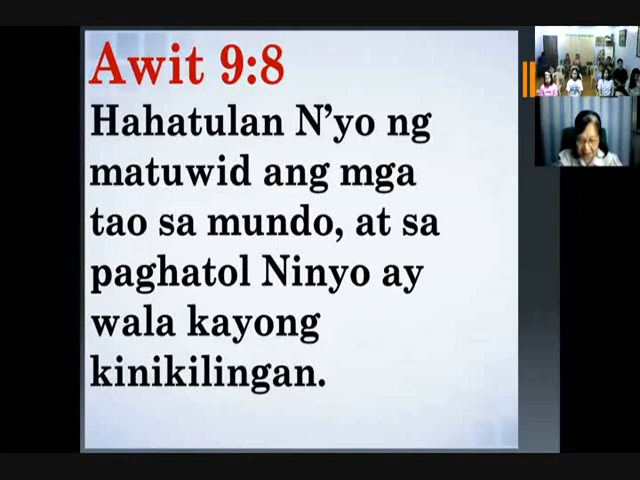 Awit 9:8
Hahatulan N’yo ng
matuwid ang mga
tao sa mundo, at sa
paghatol Ninyo ay
wala kayong
kinikilingan.